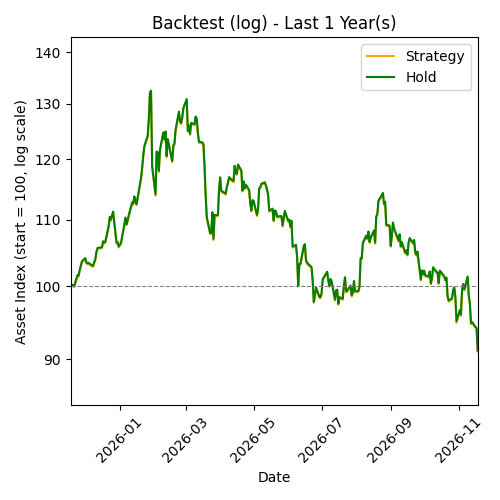 Backtest (log) - Last 1 Year(s)
Strategy
Hold
Asset Index (start = 100, log scale)
140
130
120
110
100
90
2026-01
2026-03
2026-05
2026-07
2026-09
2026-11
Date